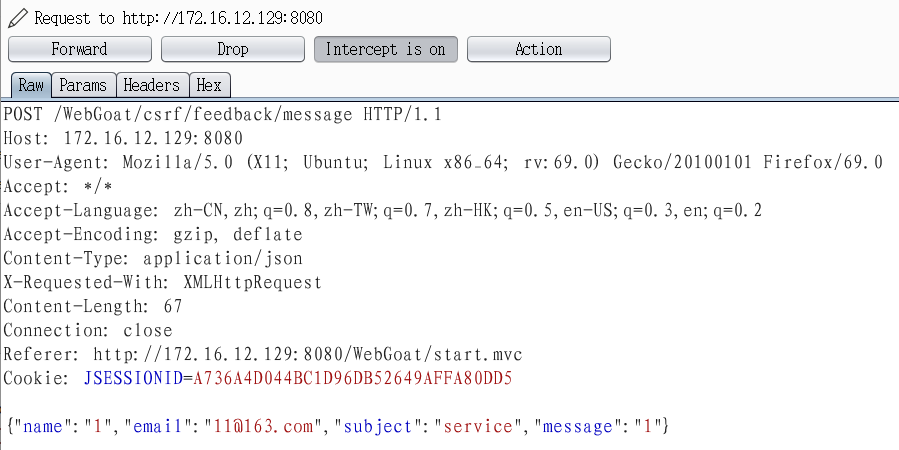 Request to http://172.16.12.129:8080
Forward Drop Intercept is on Action
Raw Params Headers Hex
POST /WebGoat/csrf/feedback/message HTTP/1.1
Host: 172.16.12.129:8080
User-Agent: Mozilla/5.0 (X11; Ubuntu; Linux x86_64; rv:69.0) Gecko/20100101 Firefox/69.0
Accept: */*
Accept-Language: zh-CN,zh;q=0.8,zh-TW;q=0.7,zh-HK;q=0.5,en-US;q=0.3,en;q=0.2
Accept-Encoding: gzip, deflate
Content-Type: application/json
X-Requested-With: XMLHttpRequest
Content-Length: 67
Connection: close
Referer: http://172.16.12.129:8080/WebGoat/start.mvc
Cookie: JSESSIONID=A736A4D044BC1D96DB52649AFFA80DD5
{"name":"1","email":"11@163.com","subject":"service","message":"1"}